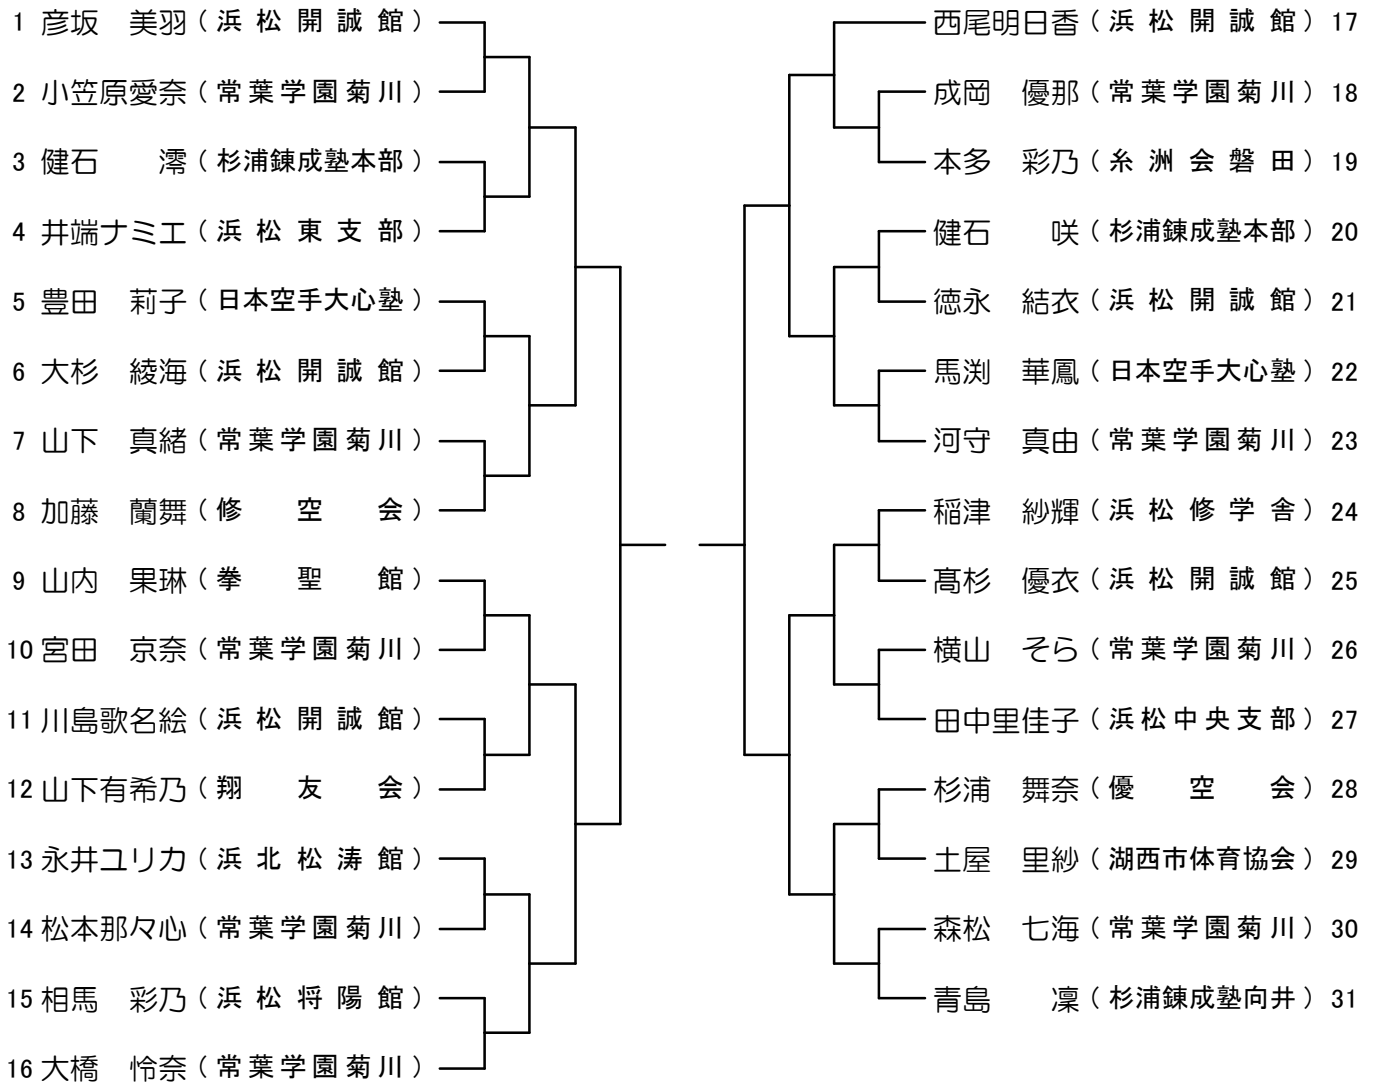 1 彦坂 美羽（浜松開誠館）
2 小笠原愛奈（常葉学園菊川）
3 健石 澪（杉浦錬成塾本部）
4 井端ナミエ（浜松東支部）
5 豊田 莉子（日本空手大心塾）
6 大杉 綾海（浜松開誠館）
7 山下 真緒（常葉学園菊川）
8 加藤 蘭舞（修空会）
9 山内 果琳（拳聖館）
10 宮田 京奈（常葉学園菊川）
11 川島歌名絵（浜松開誠館）
12 山下有希乃（翔友会）
13 永井ユリカ（浜北松涛館）
14 松本那々心（常葉学園菊川）
15 相馬 彩乃（浜松将陽館）
16 大橋 怜奈（常葉学園菊川）
西尾明日香（浜松開誠館）17
成岡 優那（常葉学園菊川）18
本多 彩乃（糸洲会磐田）19
健石 咲（杉浦錬成塾本部）20
徳永 結衣（浜松開誠館）21
馬渕 華鳳（日本空手大心塾）22
河守 真由（常葉学園菊川）23
稲津 紗輝（浜松修学舎）24
髙杉 優衣（浜松開誠館）25
横山 そら（常葉学園菊川）26
田中里佳子（浜松中央支部）27
杉浦 舞奈（優空会）28
土屋 里紗（湖西市体育協会）29
森松 七海（常葉学園菊川）30
青島 凜（杉浦錬成塾向井）31